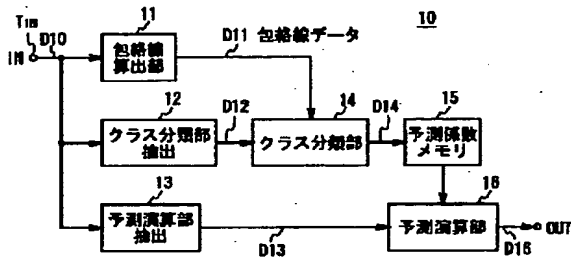 10
TIN
D10
IN
11
包絡線
算出部
D11 包絡線データ
12
クラス分類部
抽出
D12
14
クラス分類部
D14
15
予測係数
メモリ
13
予測演算部
抽出
D13
16
予測演算部
D16
OUT